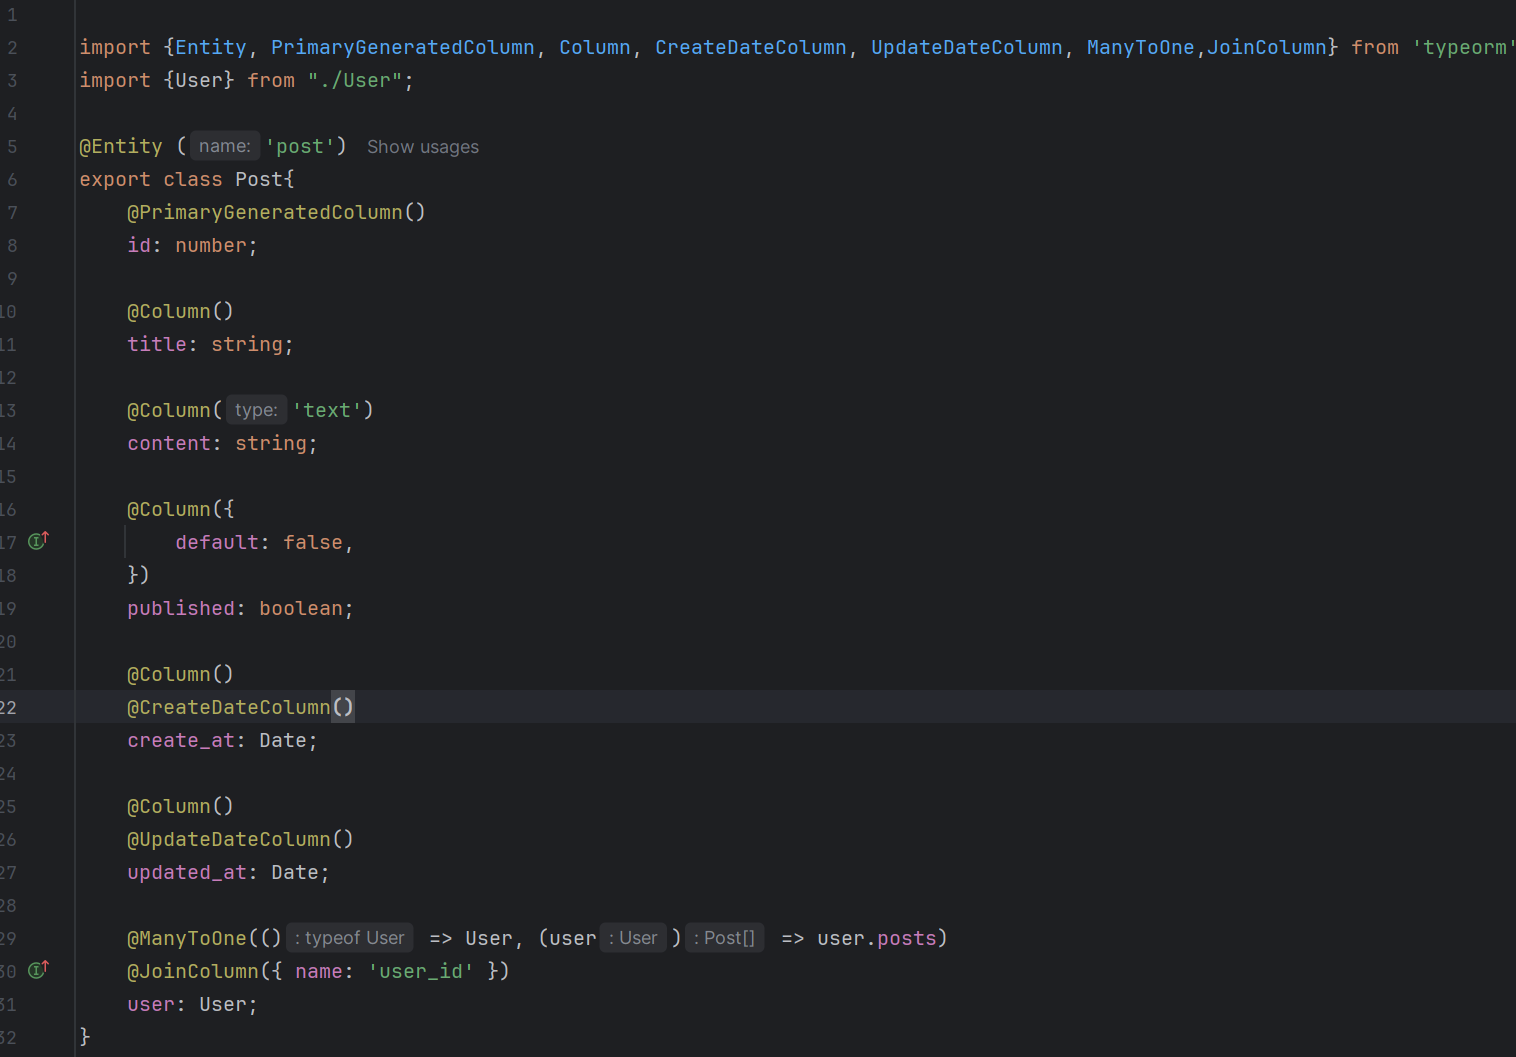 1
2 import {Entity, PrimaryGeneratedColumn, Column, CreateDateColumn, UpdateDateColumn, ManyToOne,JoinColumn} from 'typeorm'
3 import {User} from "./User";
4
5 @Entity ( name: 'post') Show usages
6 export class Post{
7 @PrimaryGeneratedColumn()
8 id: number;
9
10 @Column()
11 title: string;
12
13 @Column( type: 'text')
14 content: string;
15
16 @Column({
17 default: false,
18 })
19 published: boolean;
20
21 @Column()
22 @CreateDateColumn()
23 create_at: Date;
24
25 @Column()
26 @UpdateDateColumn()
27 updated_at: Date;
28
29 @ManyToOne(() : typeof User => User, (user : User ) : Post[] => user.posts)
30 @JoinColumn({ name: 'user_id' })
31 user: User;
32 }